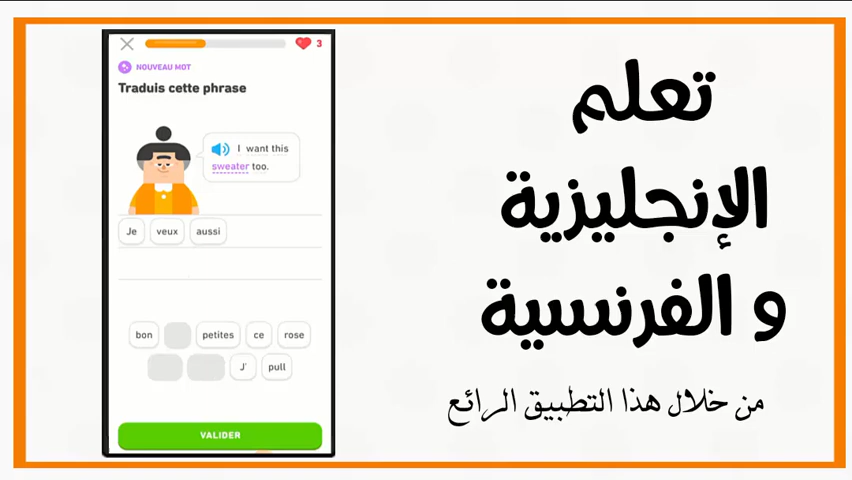 3
NOUVEAU MOT
Traduis cette phrase
I want this
sweater too.
Je veux aussi
bon petites ce rose
J' pull
VALIDER
تعلم
الإنجليزية
و الفرنسية
من خلال هذا التطبيق الرائع